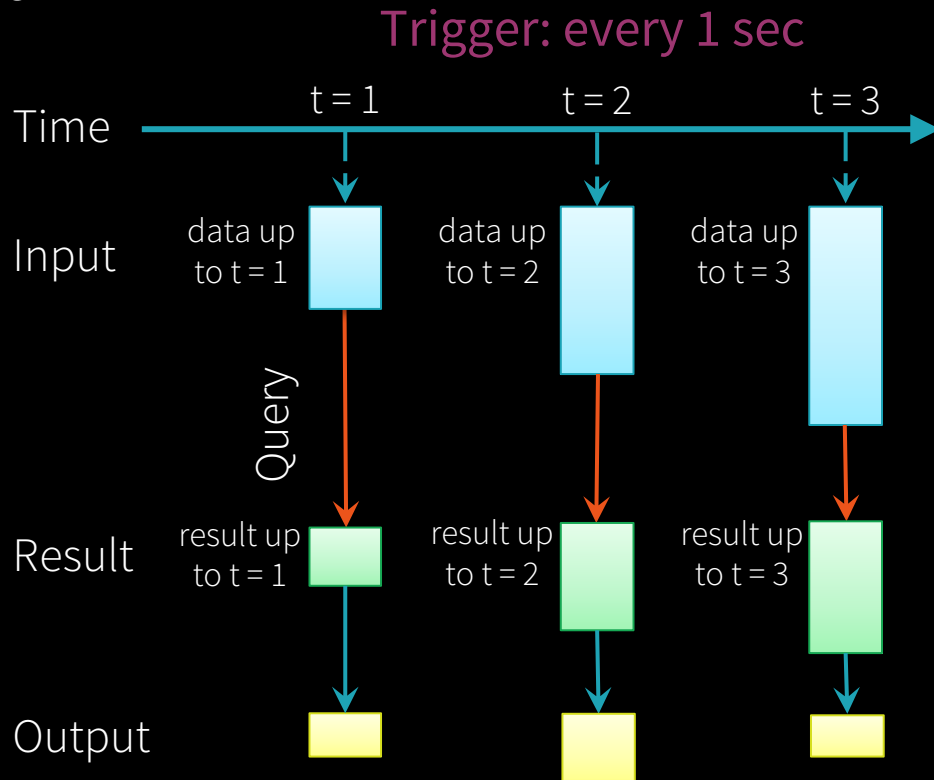 Trigger: every 1 sec
t = 1
t = 2
t = 3
Time
Input
data up
to t = 1
data up
to t = 2
data up
to t = 3
Query
Result
result up
to t = 1
result up
to t = 2
result up
to t = 3
Output